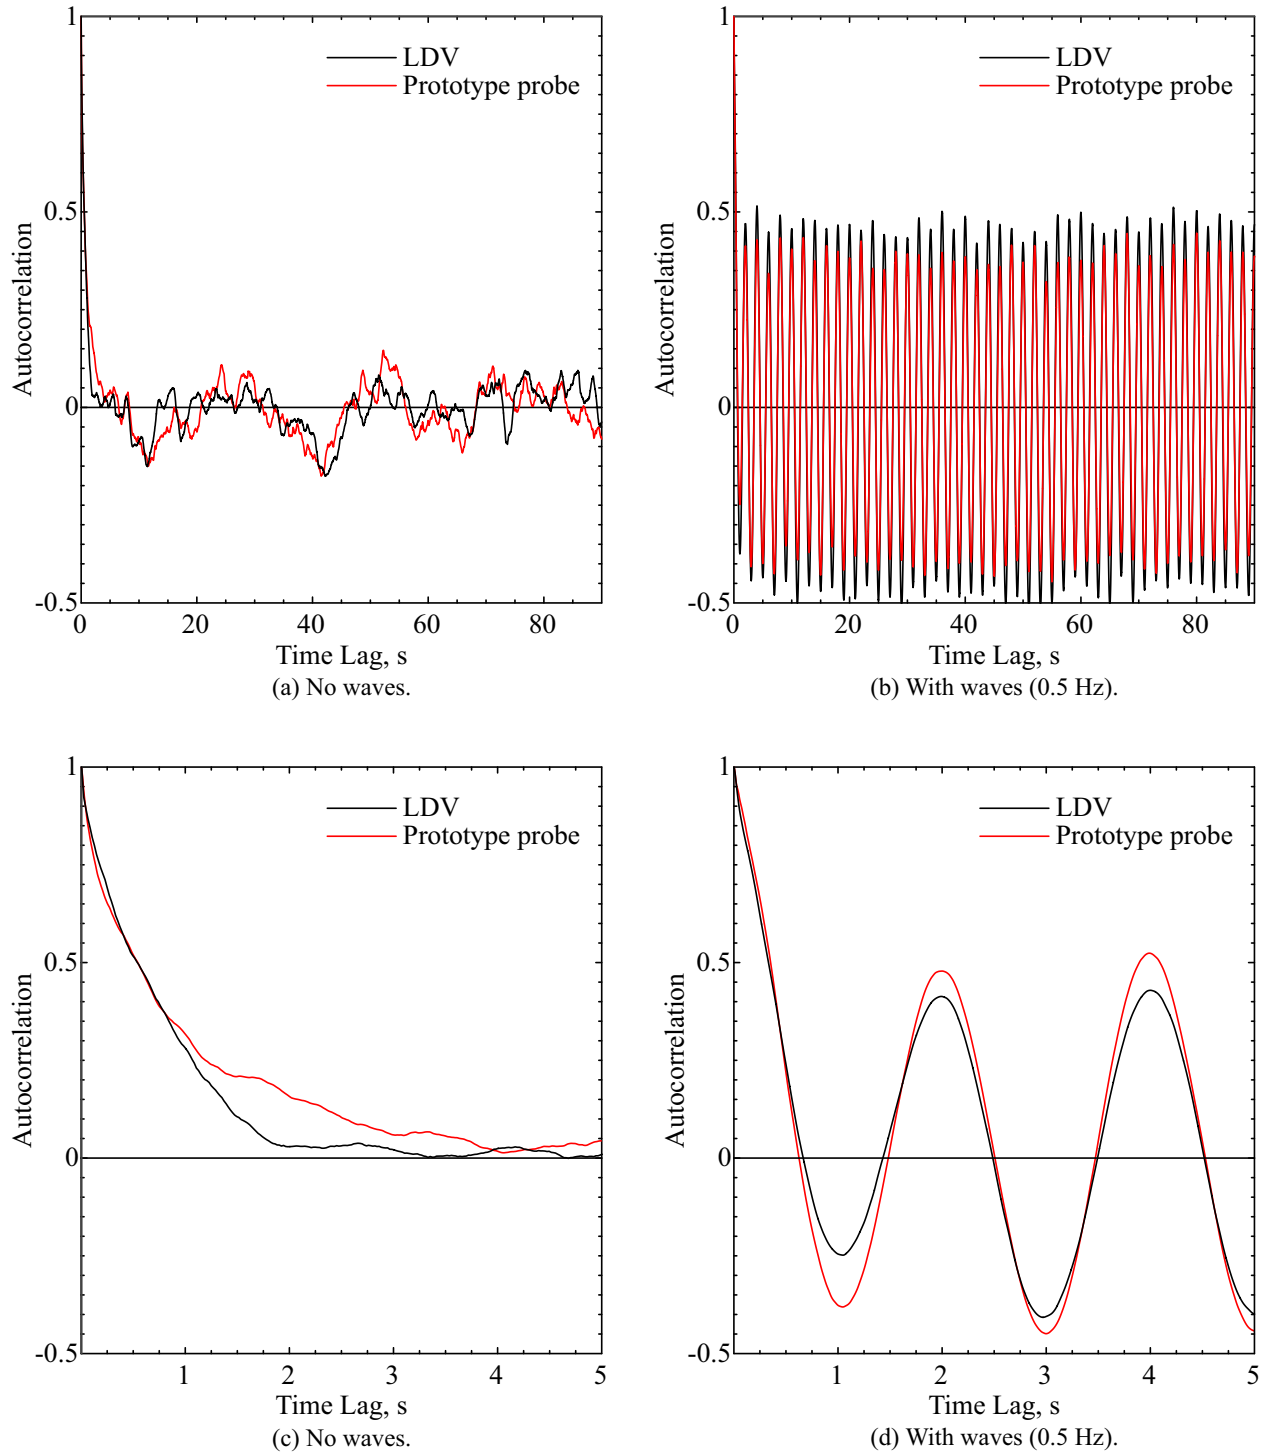 1
LDV
Prototype probe
0.5
Autocorrelation
0
-0.5
0
20
40
60
80
Time Lag, s
(a) No waves.
1
LDV
Prototype probe
0.5
Autocorrelation
0
-0.5
0
20
40
60
80
Time Lag, s
(b) With waves (0.5 Hz).
1
LDV
Prototype probe
0.5
Autocorrelation
0
-0.5
1
2
3
4
5
Time Lag, s
(c) No waves.
1
LDV
Prototype probe
0.5
Autocorrelation
0
-0.5
1
2
3
4
5
Time Lag, s
(d) With waves (0.5 Hz).